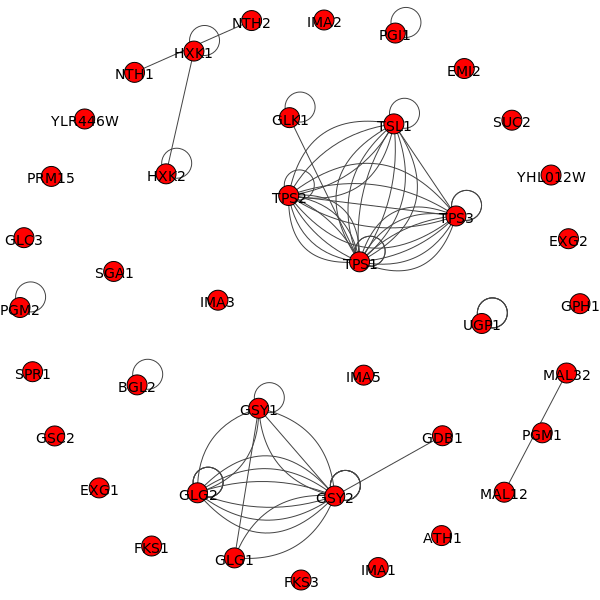 NTH2
IMA2
PGI1
HXK1
NTH1
EMI2
YLR446W
GLK1
TSL1
SUC2
PRM15
HXK2
YHL012W
TPS2
TPS3
GLC3
EXG2
SGA1
TPS1
PGM2
IMA3
GPH1
UGP1
SPR1
BGL2
IMA5
MAL32
GSY1
GSC2
GDB1
PGM1
EXG1
GLG2
GSY2
MAL12
FKS1
GLG1
ATH1
FKS3
IMA1